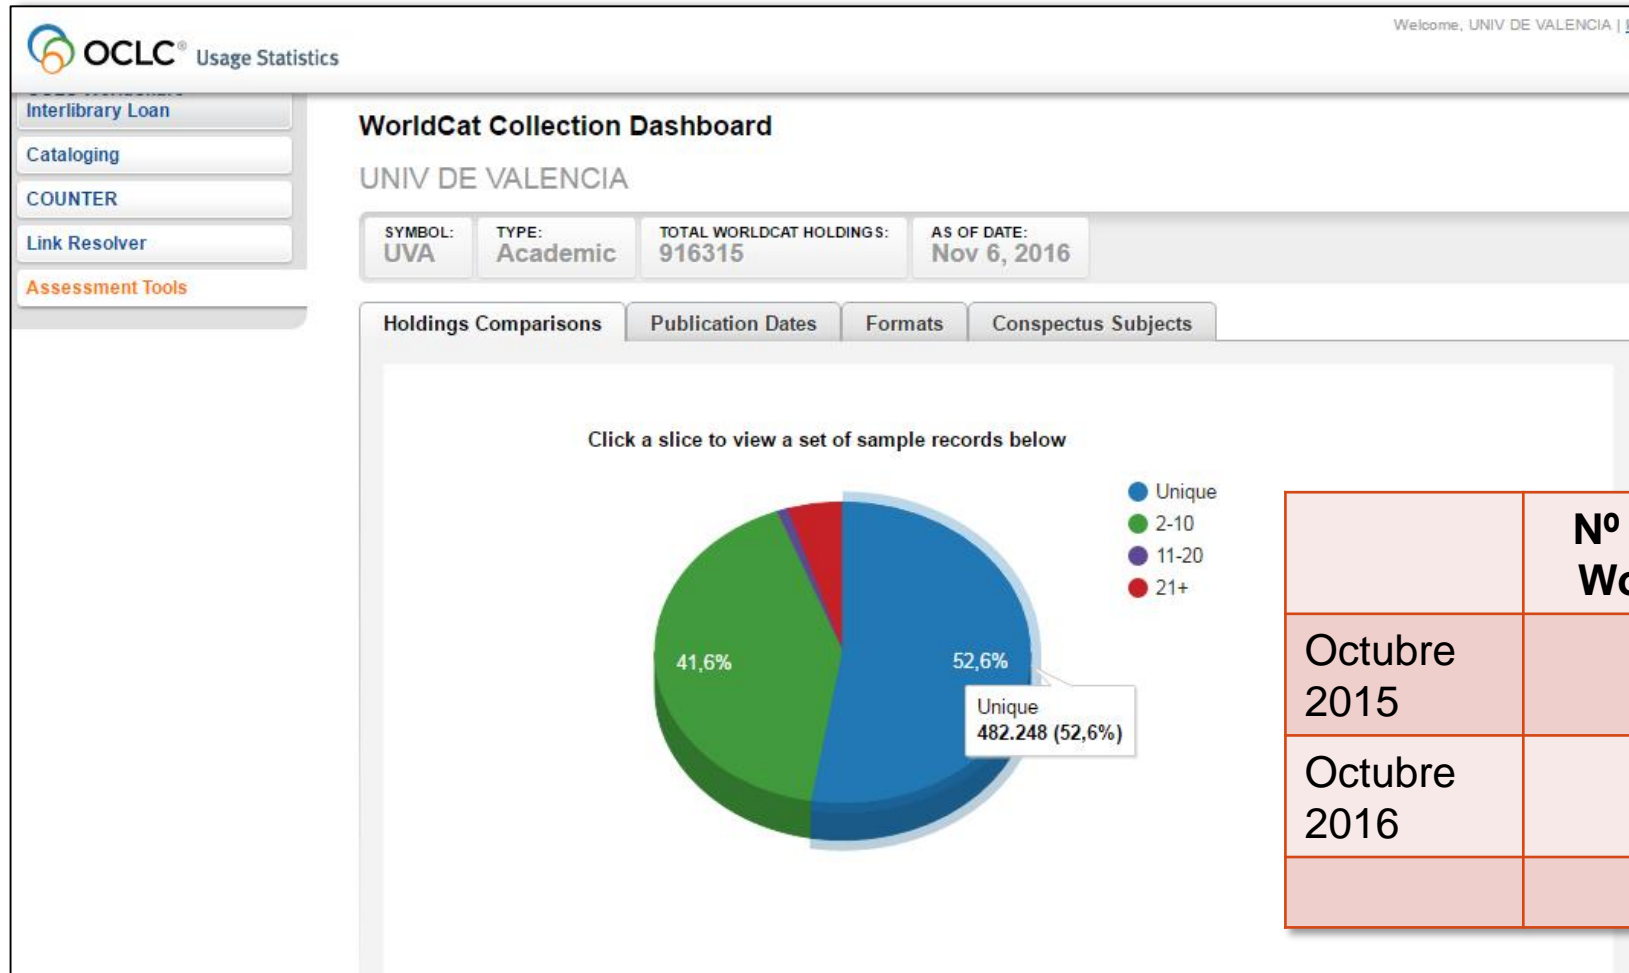 Welcome, UNIV DE VALENCIA |
OCLC® Usage Statistics
Interlibrary Loan
Cataloging
COUNTER
Link Resolver
Assessment Tools
WorldCat Collection Dashboard
UNIV DE VALENCIA
SYMBOL:
UVA
TYPE:
Academic
TOTAL WORLDCAT HOLDINGS:
916315
AS OF DATE:
Nov 6, 2016
Holdings Comparisons
Publication Dates
Formats
Conspectus Subjects
Click a slice to view a set of sample records below
Unique
2-10
11-20
21+
41,6%
52,6%
Unique
482.248 (52,6%)
Nº
Octubre
2015
Octubre
2016